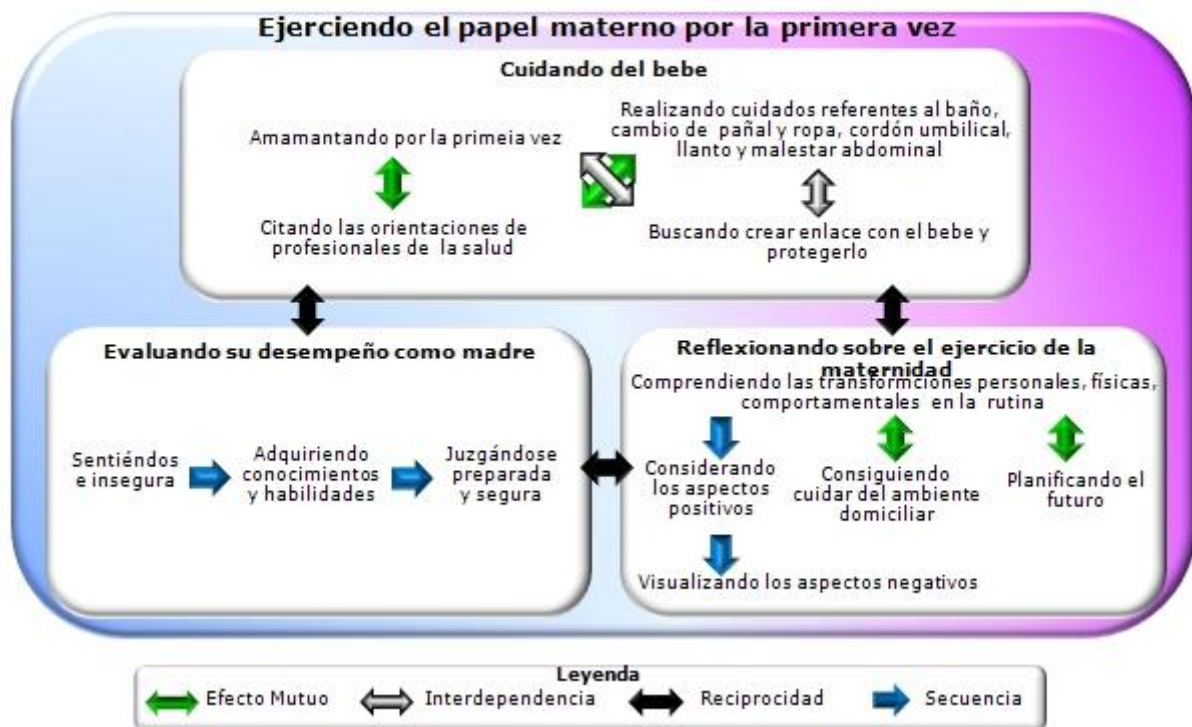 Ejerciendo el papel materno por la primera vez
Cuidando del bebe
Amamantando por la primeia vez
Citando las orientaciones de
profesionales de la salud
Realizando cuidados referentes al baño,
cambio de pañal y ropa, cordón umbilical,
llanto y malestar abdominal
Buscando crear enlace con el bebe y
protegerlo
Evaluando su desempeño como madre
Sentiéndos
e insegura
Adquiriendo
conocimientos
y habilidades
Juzgándose
preparada
y segura
Reflexionando sobre el ejercicio de la
maternidad
Comprendiendo las transformciones personales, físicas,
comportamentales en la rutina
Considerando
los aspectos
positivos
Consiguiendo
cuidar del ambiente
domiciliar
Planificando el
futuro
Visualizando los aspectos negativos
Leyenda
Efecto Mutuo
Interdependencia
Reciprocidad
Secuencia